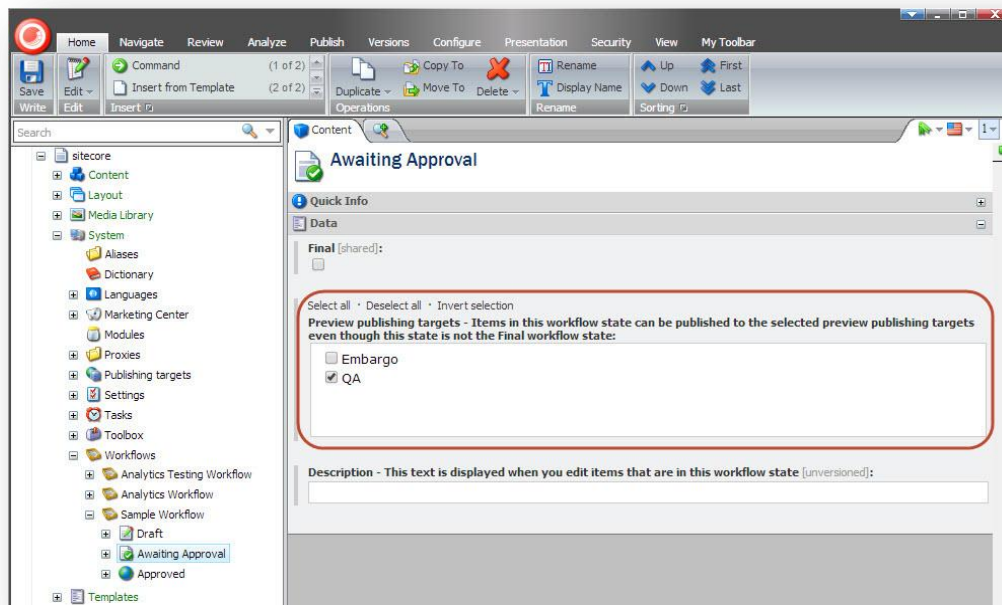 Home Navigate Review Analyze Publish Versions Configure Presentation Security View My Toolbar
Save
Write
Edit
Edit
Command (1 of 2)
Insert from Template (2 of 2)
Insert
Duplicate
Copy To
Move To
Delete
Operations
Rename
Display Name
Rename
Up First
Down Last
Sorting
Search
sitecore
Content
Layout
Media Library
System
Aliases
Dictionary
Languages
Marketing Center
Modules
Proxies
Publishing targets
Settings
Tasks
Toolbox
Workflows
Analytics Testing Workflow
Analytics Workflow
Sample Workflow
Draft
Awaiting Approval
Approved
Templates
Content
1
Awaiting Approval
Quick Info
Data
Final [shared]:
Select all · Deselect all · Invert selection
Preview publishing targets - Items in this workflow state can be published to the selected preview publishing targets
even though this state is not the Final workflow state:
Embargo
QA
Description - This text is displayed when you edit items that are in this workflow state [unversioned]: